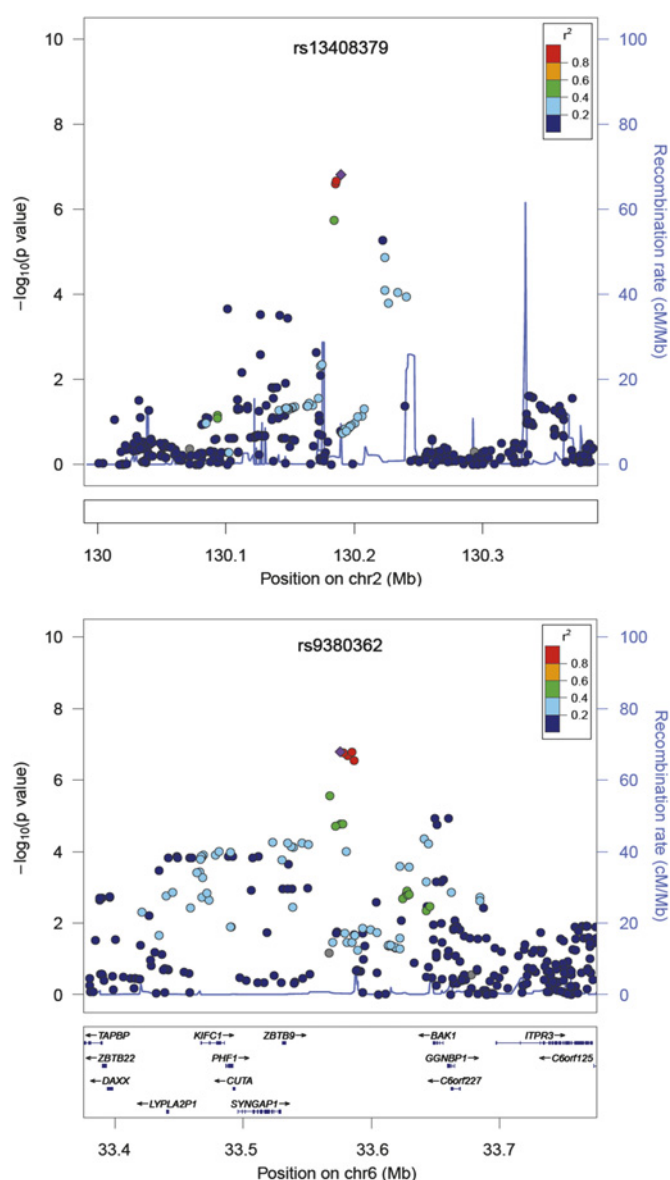 rs13408379
r²
0.8
0.6
0.4
0.2
10
8
6
4
2
0
−log₁₀(p value)
100
80
60
40
20
0
Recombination rate (cM/Mb)
130
130.1
130.2
130.3
Position on chr2 (Mb)
rs9380362
r²
0.8
0.6
0.4
0.2
10
8
6
4
2
0
−log₁₀(p value)
100
80
60
40
20
0
Recombination rate (cM/Mb)
←TAPBP KIFC1→ ZBTB9→ ←BAK1 ITPR3→
←ZBTB22 PHF1→ GGNBP1→ ←C6orf125
←DAXX ←CUTA ←C6orf227
←LYPLA2P1 SYNGAP1→
33.4
33.5
33.6
33.7
Position on chr6 (Mb)